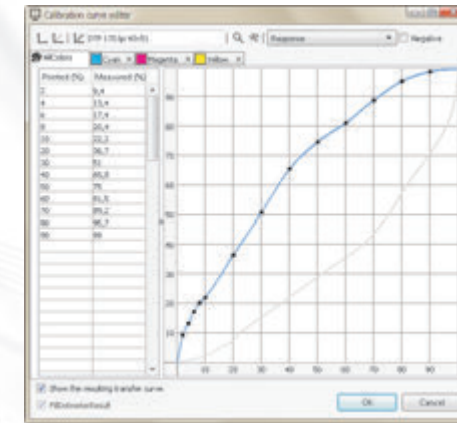 Calibration curve editor
Response
Negative
AllColors
Cyan
Magenta
Yellow
Printed (%) Measured (%)
2 9,4
4 13,4
6 17,4
8 20,4
10 22,2
20 36,7
30 51
40 65,8
50 75
60 81,5
70 89,2
80 95,7
90 99
90
80
70
60
50
40
30
20
10
10 20 30 40 50 60 70 80 90
Show the resulting transfer curve
OK Cancel